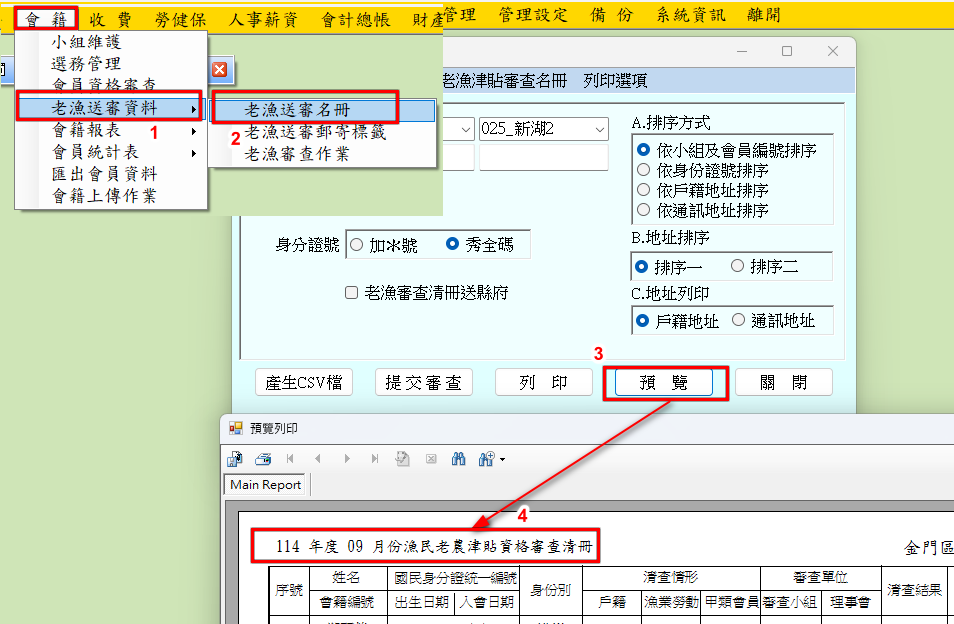 會 籍 收 費 勞健保 人事薪資 會計總帳 財產管理 管理設定 備 份 系統資訊 離開
小組維護
選務管理
會員資格審查
老漁送審資料
會籍報表
會員統計表
匯出會員資料
會籍上傳作業
1
老漁送審名冊
老漁送審郵寄標籤
老漁審查作業
2
老漁津貼審查名冊 列印選項
025_新湖2
A.排序方式
依小組及會員編號排序
依身份證號排序
依戶籍地址排序
依通訊地址排序
B.地址排序
排序一 排序二
C.地址列印
戶籍地址 通訊地址
身分證號 加米號 秀全碼
老漁審查清冊送縣府
3
產生CSV檔 提交審查 列 印 預 覽 關 閉
預覽列印
Main Report
4
114 年度 09 月份漁民老農津貼資格審查清冊
金門區
序號 姓名 國民身分證統一編號 身份別 清查情形 審查單位 清查結果
會籍編號 出生日期 入會日期 戶籍 漁業勞動 甲類會員 審查小組 理事會